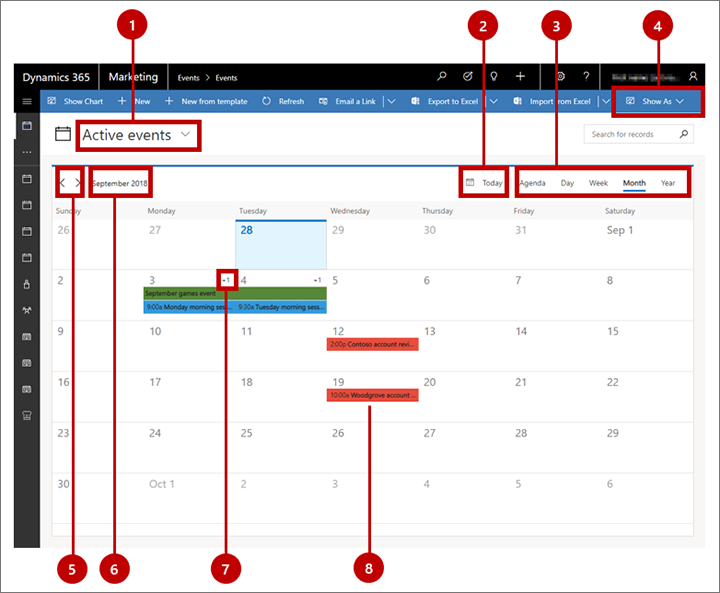 1 2 3 4
Dynamics 365 Marketing Events > Events ?
Show Chart New New from template Refresh Email a Link Export to Excel Import from Excel Show As
Active events Search for records
September 2018 Today Agenda Day Week Month Year
Sunday Monday Tuesday Wednesday Thursday Friday Saturday
26 27 28 29 30 31 Sep 1
2 3 +1 4 +1 5 6 7 8
September games event
9:00a Monday morning ses... 9:30a Tuesday morning sess...
9 10 11 12 13 14 15
2:00p Contoso account revi...
16 17 18 19 20 21 22
10:00a Woodgrove account ...
23 24 25 26 27 28 29
30 Oct 1 2 3 4 5 6
5 6 7 8